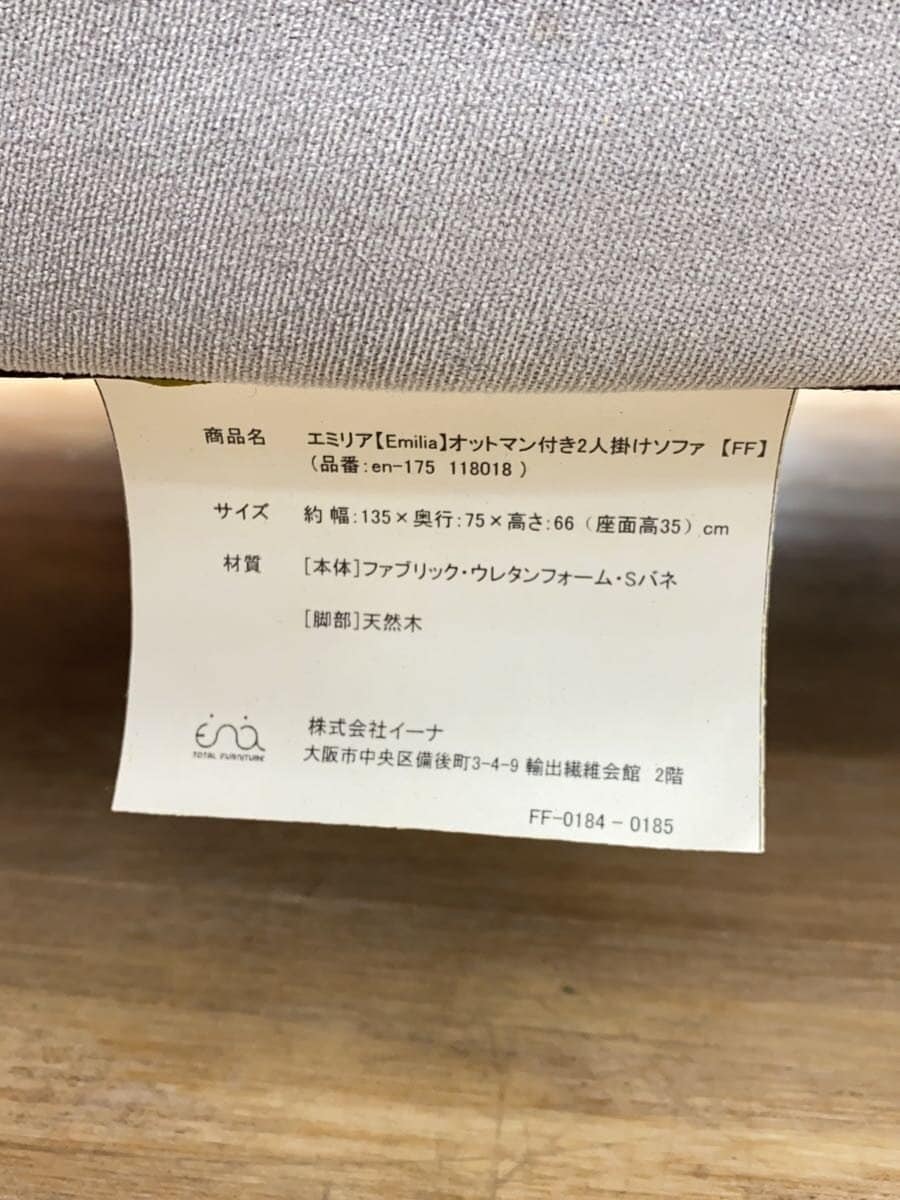 商品名 エミリア【Emilia】オットマン付き2人掛けソファ 【FF】
(品番:en-175 118018 )
サイズ 約 幅:135×奥行:75×高さ:66(座面高35)cm
材質 [本体]ファブリック・ウレタンフォーム・Sバネ
[脚部]天然木
ena 株式会社イーナ
TOTAL FURNITURE 大阪市中央区備後町3-4-9 輸出繊維会館 2階
FF-0184-0185